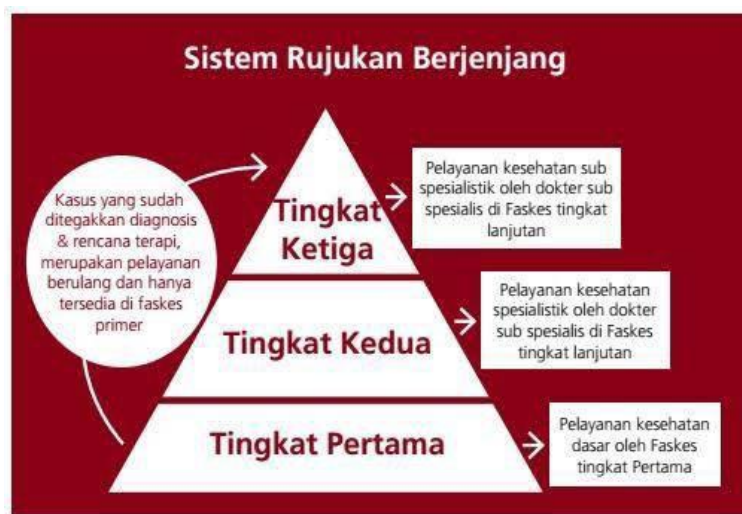 Sistem Rujukan Berjenjang
Kasus yang sudah
ditegakkan diagnosis
& rencana terapi,
merupakan pelayanan
berulang dan hanya
tersedia di faskes
primer
Tingkat
Ketiga
Pelayanan kesehatan sub
spesialistik oleh dokter sub
spesialis di Faskes tingkat
lanjutan
Tingkat Kedua
Pelayanan kesehatan
spesialistik oleh dokter
sub spesialis di Faskes
tingkat lanjutan
Tingkat Pertama
Pelayanan kesehatan
dasar oleh Faskes
tingkat Pertama